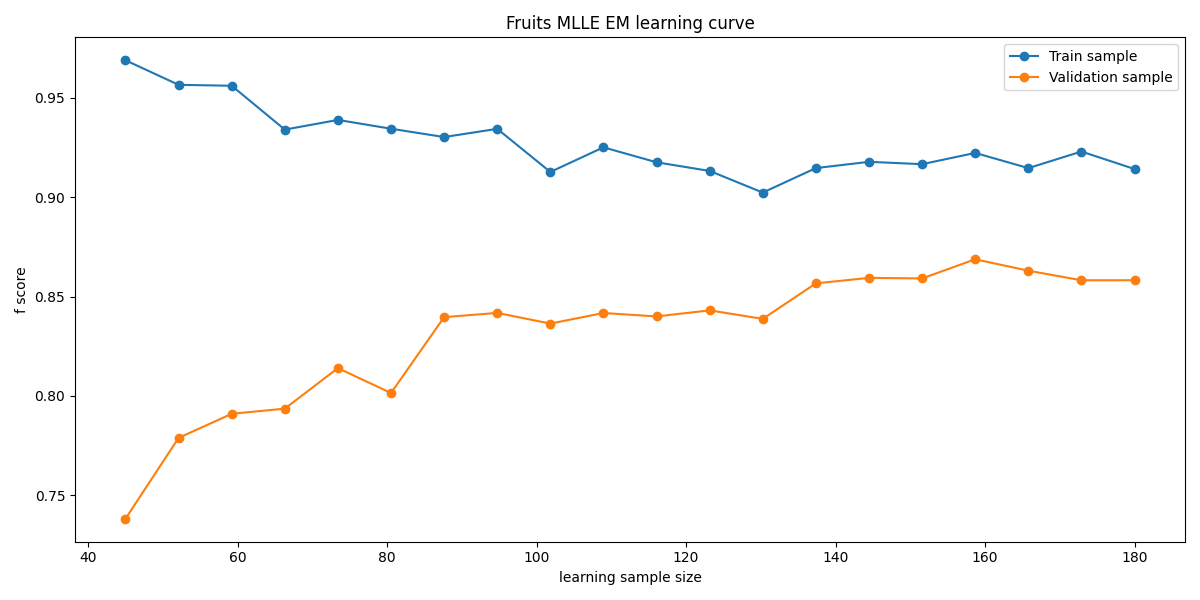 Fruits MLLE EM learning curve
Train sample
Validation sample
f score
0.95
0.90
0.85
0.80
0.75
40 60 80 100 120 140 160 180
learning sample size